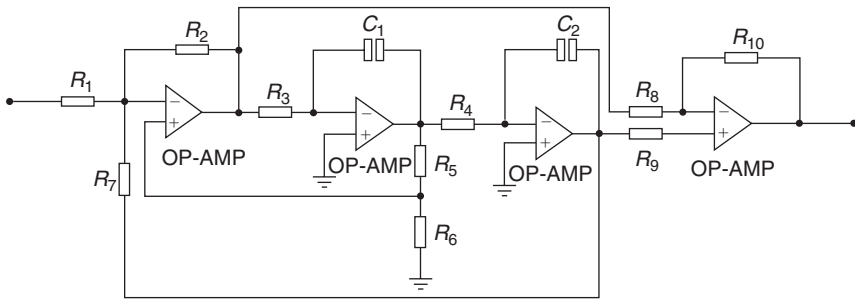 R2
C1
C2
R10
R1
R3
R4
R8
−
+
−
+
−
+
−
+
OP-AMP
OP-AMP
R5
OP-AMP
R9
OP-AMP
R7
R6